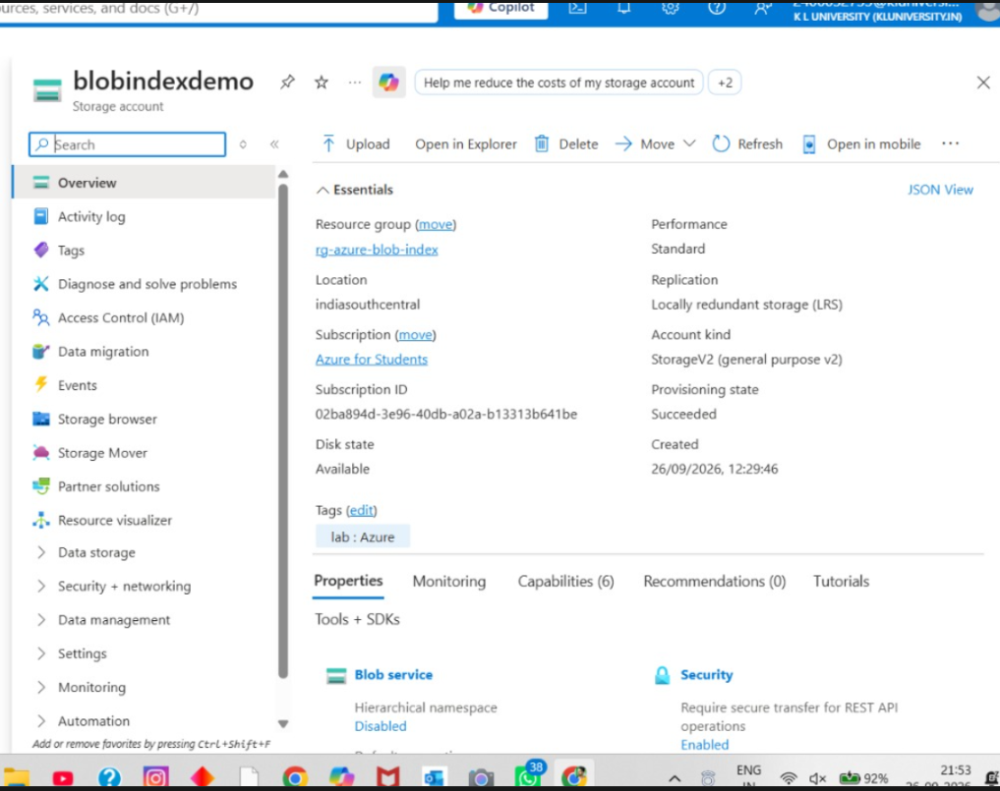 urces, services, and docs (G+/)
Copilot
K L UNIVERSITY (KLUNIVERSITY.IN)
blobindexdemo
Storage account
Help me reduce the costs of my storage account
+2
Search
Upload
Open in Explorer
Delete
Move
Refresh
Open in mobile
Overview
Activity log
Tags
Diagnose and solve problems
Access Control (IAM)
Data migration
Events
Storage browser
Storage Mover
Partner solutions
Resource visualizer
Data storage
Security + networking
Data management
Settings
Monitoring
Automation
Add or remove favorites by pressing Ctrl+Shift+F
Essentials
JSON View
Resource group (move)
rg-azure-blob-index
Location
indiasouthcentral
Subscription (move)
Azure for Students
Subscription ID
02ba894d-3e96-40db-a02a-b13313b641be
Disk state
Available
Performance
Standard
Replication
Locally redundant storage (LRS)
Account kind
StorageV2 (general purpose v2)
Provisioning state
Succeeded
Created
26/09/2026, 12:29:46
Tags (edit)
lab : Azure
Properties
Monitoring
Capabilities (6)
Recommendations (0)
Tutorials
Tools + SDKs
Blob service
Hierarchical namespace
Disabled
Security
Require secure transfer for REST API
operations
Enabled
38
ENG
IN
92%
21:53